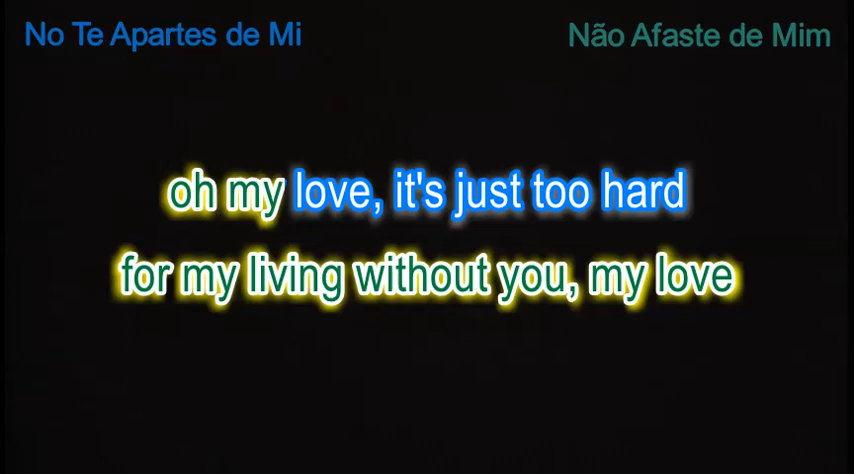 No Te Apartes de Mi
Não Afaste de Mim
oh my love, it's just too hard
for my living without you, my love